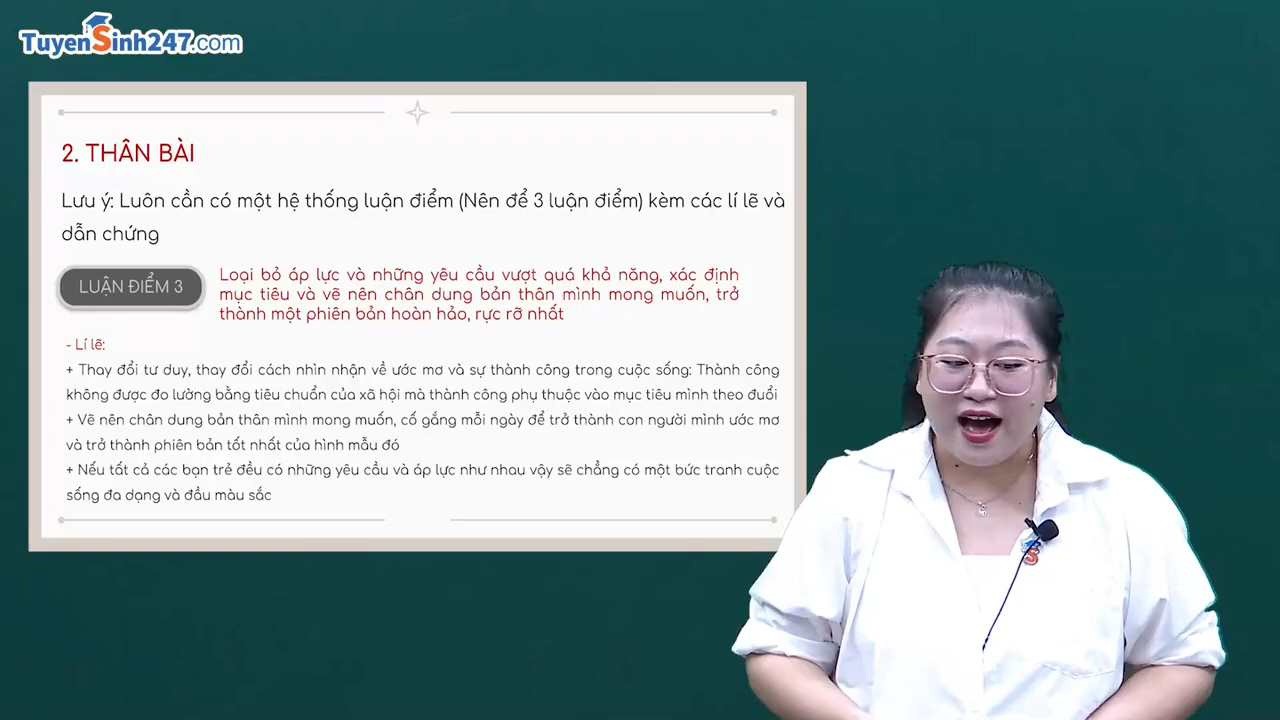 TuyenSinh247.com
2. THÂN BÀI
Lưu ý: Luôn cần có một hệ thống luận điểm (Nên để 3 luận điểm) kèm các lí lẽ và
dẫn chứng
LUẬN ĐIỂM 3
Loại bỏ áp lực và những yêu cầu vượt quá khả năng, xác định
mục tiêu và vẽ nên chân dung bản thân mình mong muốn, trở
thành một phiên bản hoàn hảo, rực rỡ nhất
- Lí lẽ:
+ Thay đổi tư duy, thay đổi cách nhìn nhận về ước mơ và sự thành công trong cuộc sống: Thành công
không được đo lường bằng tiêu chuẩn của xã hội mà thành công phụ thuộc vào mục tiêu mình theo đuổi
+ Vẽ nên chân dung bản thân mình mong muốn, cố gắng mỗi ngày để trở thành con người mình ước mơ
và trở thành phiên bản tốt nhất của hình mẫu đó
+ Nếu tất cả các bạn trẻ đều có những yêu cầu và áp lực như nhau vậy sẽ chẳng có một bức tranh cuộc
sống đa dạng và đầu màu sắc
S